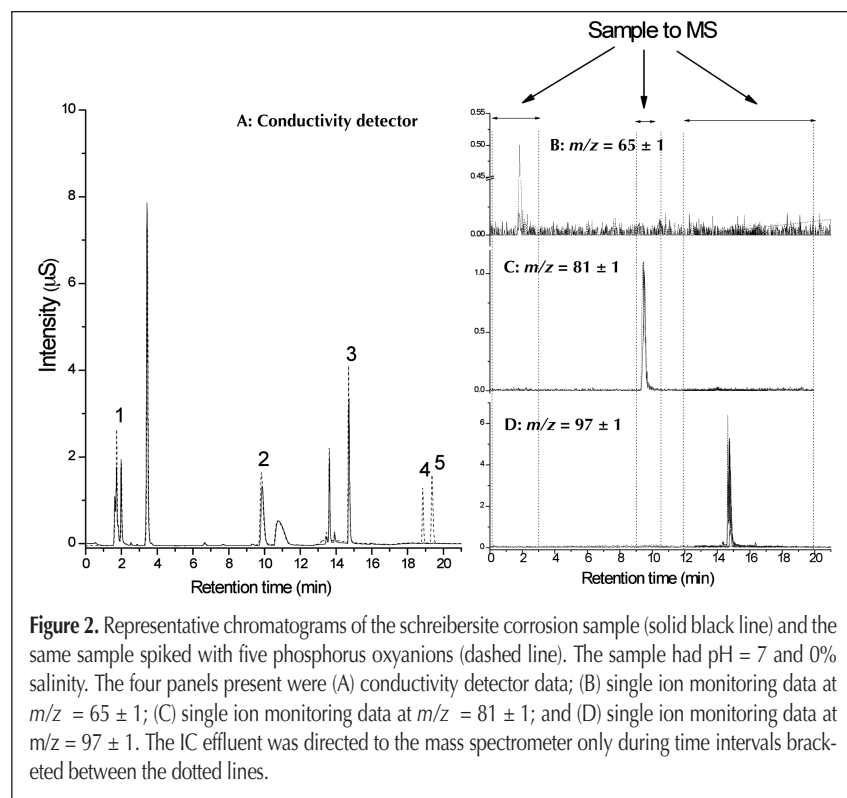 Sample to MS
A: Conductivity detector
Intensity (µS)
10
8
6
4
2
0
1
2
3
4
5
0 2 4 6 8 10 12 14 16 18 20
Retention time (min)
B: m/z = 65 ± 1
0.55
0.50
0.45
0.00
C: m/z = 81 ± 1
1.0
0.5
0.0
D: m/z = 97 ± 1
6
4
2
0
0 2 4 6 8 10 12 14 16 18 20
Retention time (min)
Figure 2. Representative chromatograms of the schreibersite corrosion sample (solid black line) and the
same sample spiked with five phosphorus oxyanions (dashed line). The sample had pH = 7 and 0%
salinity. The four panels present were (A) conductivity detector data; (B) single ion monitoring data at
m/z = 65 ± 1; (C) single ion monitoring data at m/z = 81 ± 1; and (D) single ion monitoring data at
m/z = 97 ± 1. The IC effluent was directed to the mass spectrometer only during time intervals brack-
eted between the dotted lines.